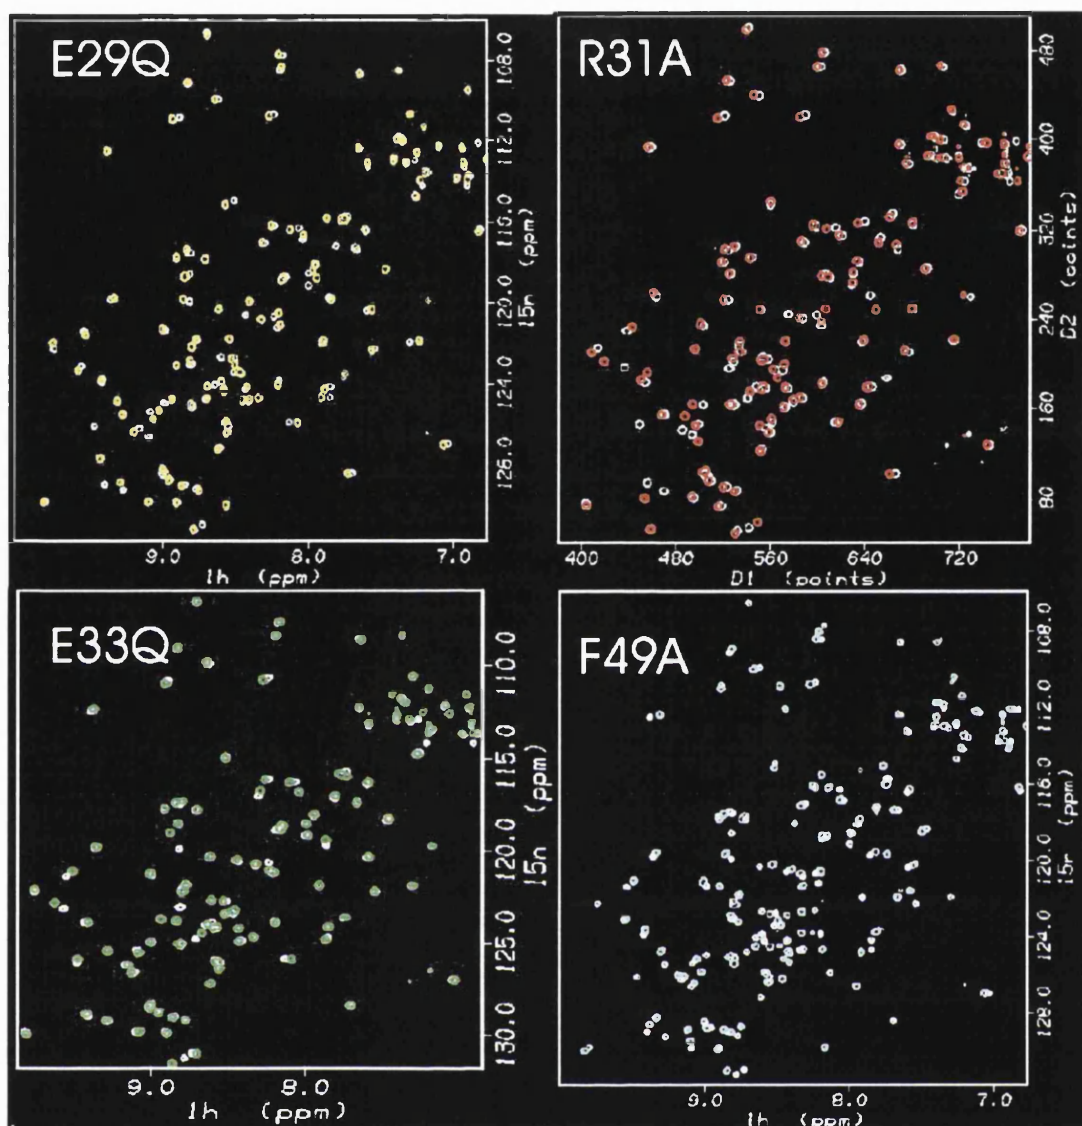 E29Q
108.0
112.0
116.0
120.0
124.0
128.0
15n (ppm)
9.0 8.0 7.0
1h (ppm)
R31A
480
400
320
240
160
80
D2 (points)
400 480 560 640 720
D1 (points)
E33Q
110.0
115.0
120.0
125.0
130.0
15n (ppm)
9.0 8.0
1h (ppm)
F49A
108.0
112.0
116.0
120.0
124.0
128.0
15n (ppm)
9.0 8.0 7.0
1h (ppm)